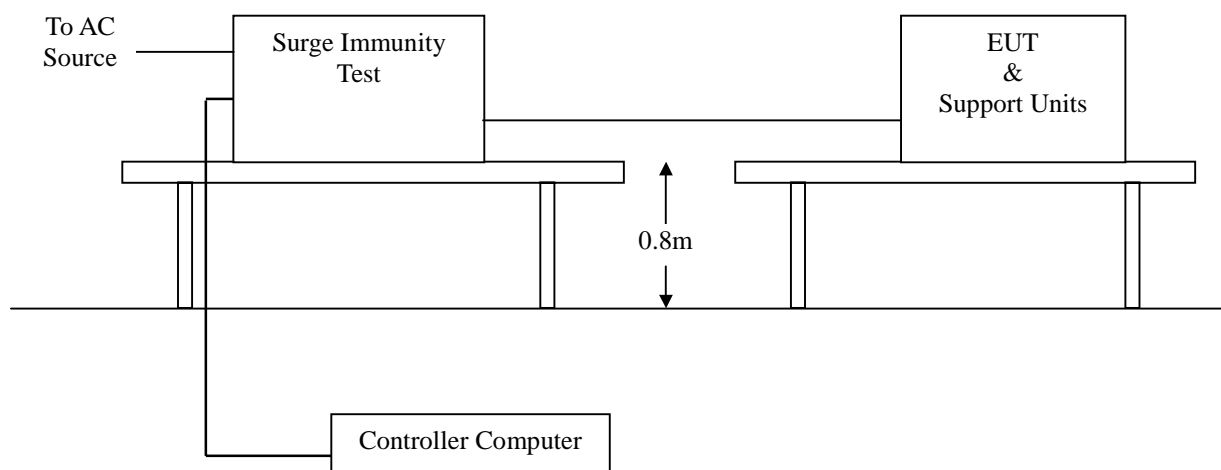 To AC
Source
Surge Immunity
Test
EUT
&
Support Units
0.8m
Controller Computer